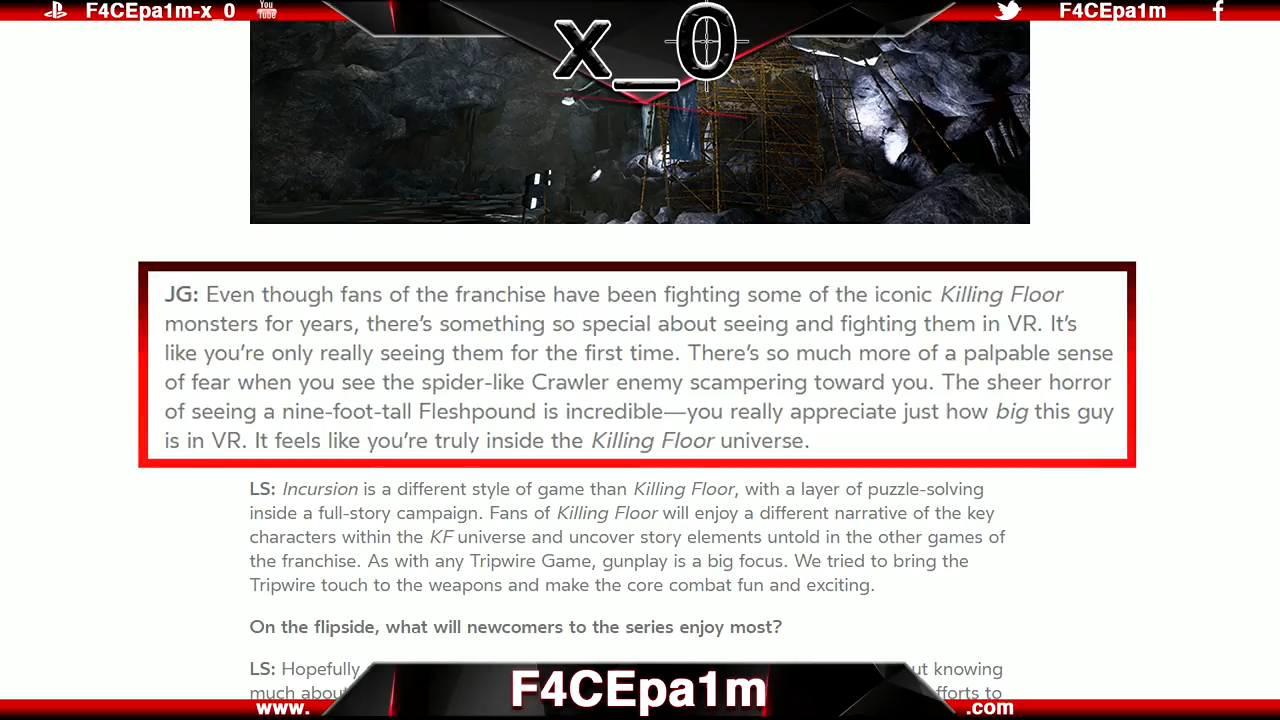 F4CEpa1m-x_0
You
Tube
x_0
F4CEpa1m
JG: Even though fans of the franchise have been fighting some of the iconic Killing Floor
monsters for years, there's something so special about seeing and fighting them in VR. It's
like you're only really seeing them for the first time. There's so much more of a palpable sense
of fear when you see the spider-like Crawler enemy scampering toward you. The sheer horror
of seeing a nine-foot-tall Fleshpound is incredible—you really appreciate just how big this guy
is in VR. It feels like you're truly inside the Killing Floor universe.
LS: Incursion is a different style of game than Killing Floor, with a layer of puzzle-solving
inside a full-story campaign. Fans of Killing Floor will enjoy a different narrative of the key
characters within the KF universe and uncover story elements untold in the other games of
the franchise. As with any Tripwire Game, gunplay is a big focus. We tried to bring the
Tripwire touch to the weapons and make the core combat fun and exciting.
On the flipside, what will newcomers to the series enjoy most?
LS: Hopefully knowing
much efforts to
www. F4CEpa1m .com